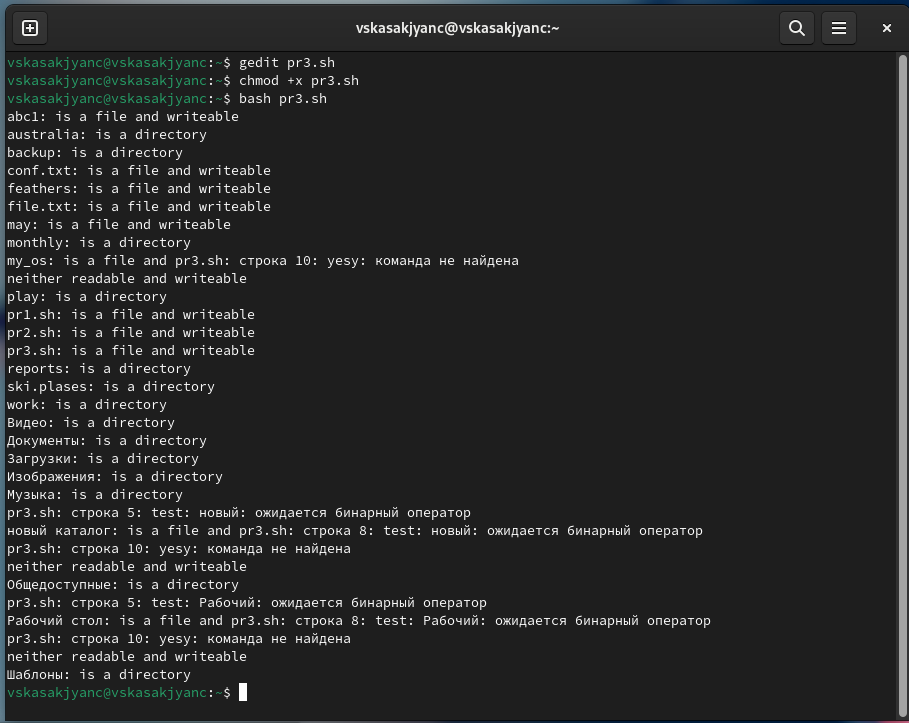 vskasakjyanc@vskasakjyanc:~
vskasakjyanc@vskasakjyanc:~$ gedit pr3.sh
vskasakjyanc@vskasakjyanc:~$ chmod +x pr3.sh
vskasakjyanc@vskasakjyanc:~$ bash pr3.sh
abc1: is a file and writeable
australia: is a directory
backup: is a directory
conf.txt: is a file and writeable
feathers: is a file and writeable
file.txt: is a file and writeable
may: is a file and writeable
monthly: is a directory
my_os: is a file and pr3.sh: строка 10: yesy: команда не найдена
neither readable and writeable
play: is a directory
pr1.sh: is a file and writeable
pr2.sh: is a file and writeable
pr3.sh: is a file and writeable
reports: is a directory
ski.plases: is a directory
work: is a directory
Видео: is a directory
Документы: is a directory
Загрузки: is a directory
Изображения: is a directory
Музыка: is a directory
pr3.sh: строка 5: test: новый: ожидается бинарный оператор
новый каталог: is a file and pr3.sh: строка 8: test: новый: ожидается бинарный оператор
pr3.sh: строка 10: yesy: команда не найдена
neither readable and writeable
Общедоступные: is a directory
pr3.sh: строка 5: test: Рабочий: ожидается бинарный оператор
Рабочий стол: is a file and pr3.sh: строка 8: test: Рабочий: ожидается бинарный оператор
pr3.sh: строка 10: yesy: команда не найдена
neither readable and writeable
Шаблоны: is a directory
vskasakjyanc@vskasakjyanc:~$